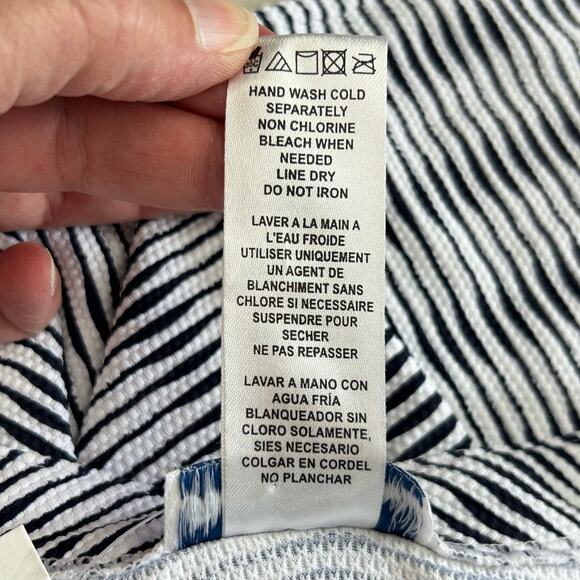 HAND WASH COLD
SEPARATELY
NON CHLORINE
BLEACH WHEN
NEEDED
LINE DRY
DO NOT IRON
LAVER A LA MAIN A
L'EAU FROIDE
UTILISER UNIQUEMENT
UN AGENT DE
BLANCHIMENT SANS
CHLORE SI NECESSAIRE
SUSPENDRE POUR
SECHER
NE PAS REPASSER
LAVAR A MANO CON
AGUA FRÍA
BLANQUEADOR SIN
CLORO SOLAMENTE,
SIES NECESARIO
COLGAR EN CORDEL
NO PLANCHAR